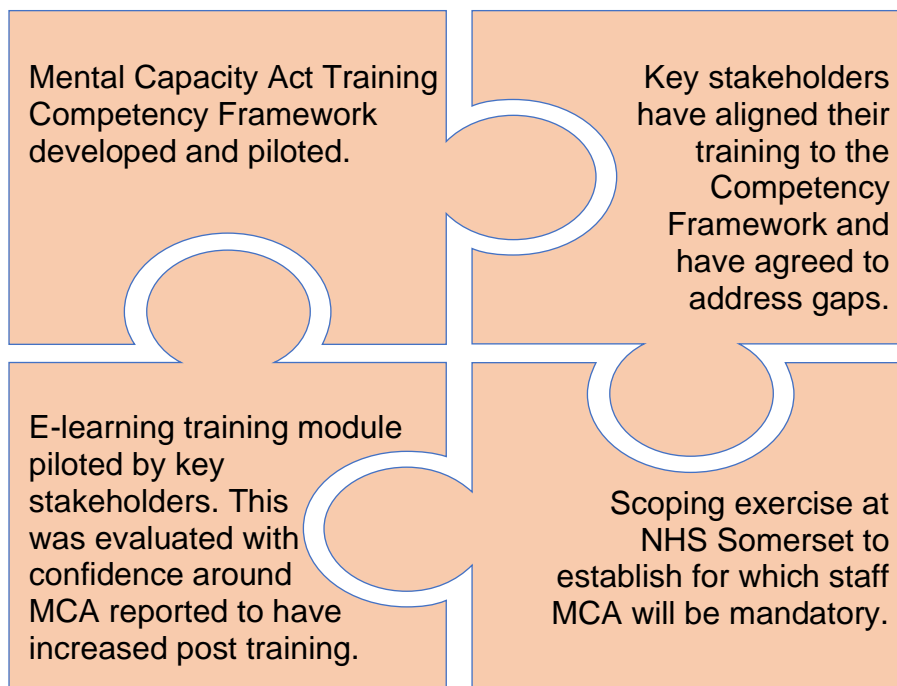 Mental Capacity Act Training
Competency Framework
developed and piloted.
Key stakeholders
have aligned their
training to the
Competency
Framework and
have agreed to
address gaps.
E-learning training module
piloted by key
stakeholders. This
was evaluated with
confidence around
MCA reported to have
increased post training.
Scoping exercise at
NHS Somerset to
establish for which staff
MCA will be mandatory.